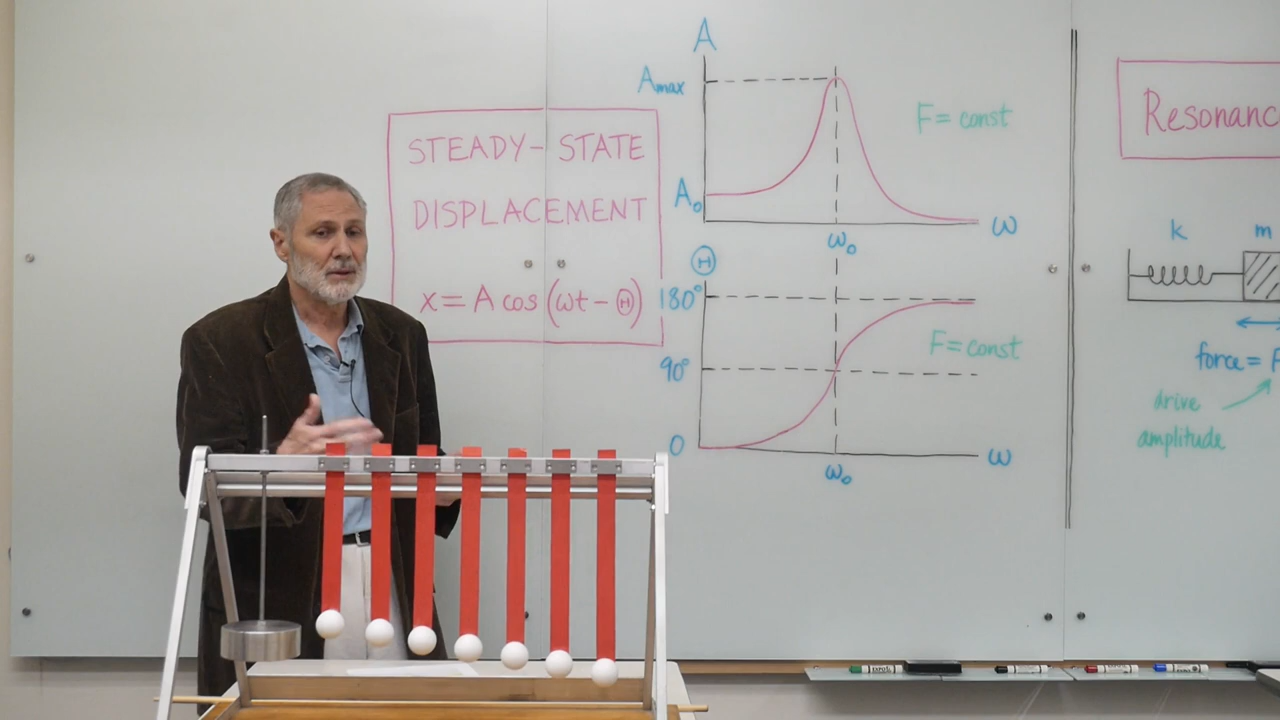 STEADY-STATE
DISPLACEMENT
x = A cos (ωt - Θ)
A
Amax
A₀
F = const
ω₀
ω
Θ
180°
90°
0
F = const
ω₀
ω
Resonanc
k
m
force = F
drive
amplitude